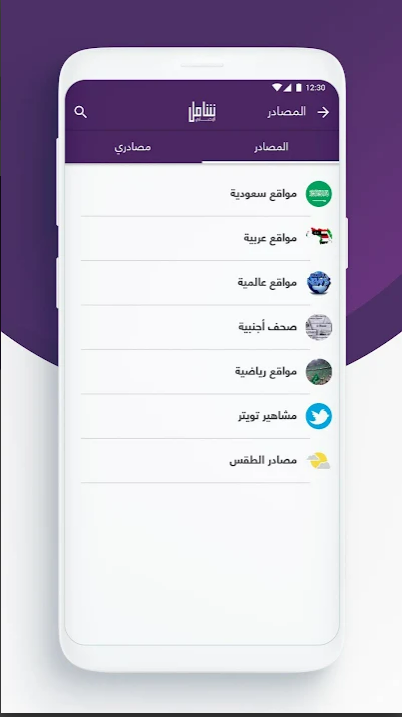 12:30
المصادر
شامل
المصادر
مصادري
مواقع سعودية
مواقع عربية
مواقع عالمية
صحف أجنبية
مواقع رياضية
مشاهير تويتر
مصادر الطقس